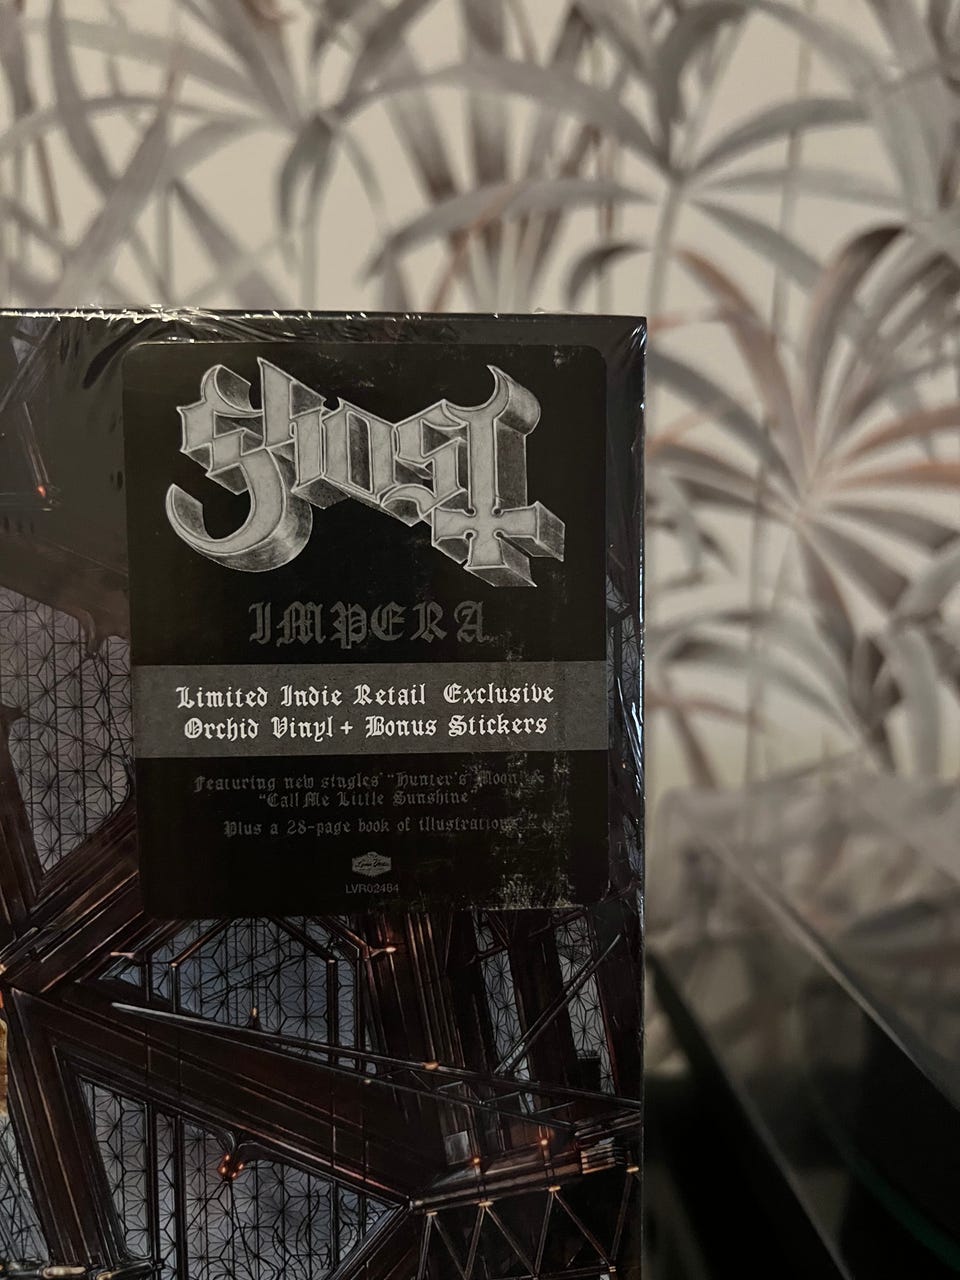 Ghost
IMPERA
Limited Indie Retail Exclusive
Orchid Vinyl + Bonus Stickers
Featuring new singles "Hunter's Moon" &
"Call Me Little Sunshine"
Plus a 28-page book of illustrations
LVR02484